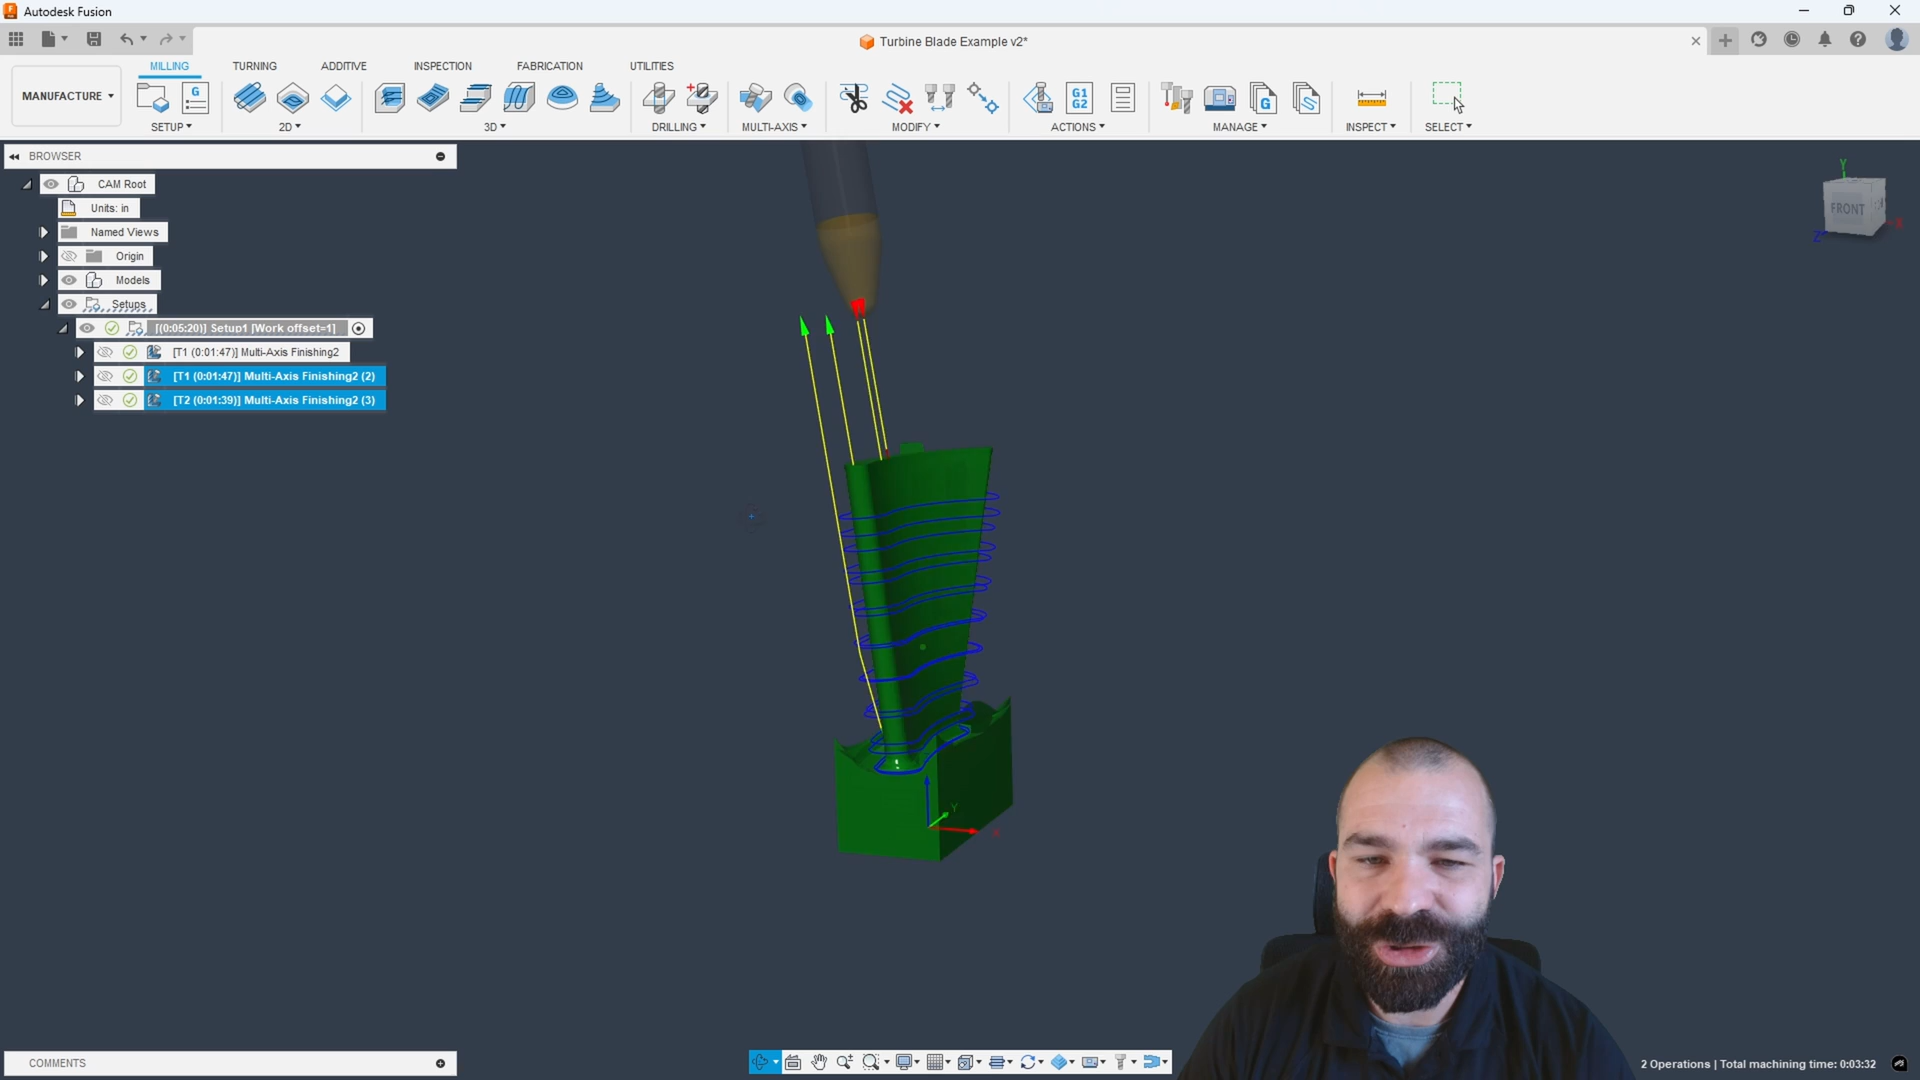 Autodesk Fusion
Turbine Blade Example v2*
MILLING TURNING ADDITIVE INSPECTION FABRICATION UTILITIES
MANUFACTURE
SETUP 2D 3D DRILLING MULTI-AXIS MODIFY ACTIONS MANAGE INSPECT SELECT
G
G1
G2
G
BROWSER
CAM Root
Units: in
Named Views
Origin
Models
Setups
[(0:05:20)] Setup1 [Work offset=1]
[T1 (0:01:47)] Multi-Axis Finishing2
[T1 (0:01:47)] Multi-Axis Finishing2 (2)
[T2 (0:01:39)] Multi-Axis Finishing2 (3)
Y
FRONT
Z
X
Y
X
COMMENTS
2 Operations | Total machining time: 0:03:32